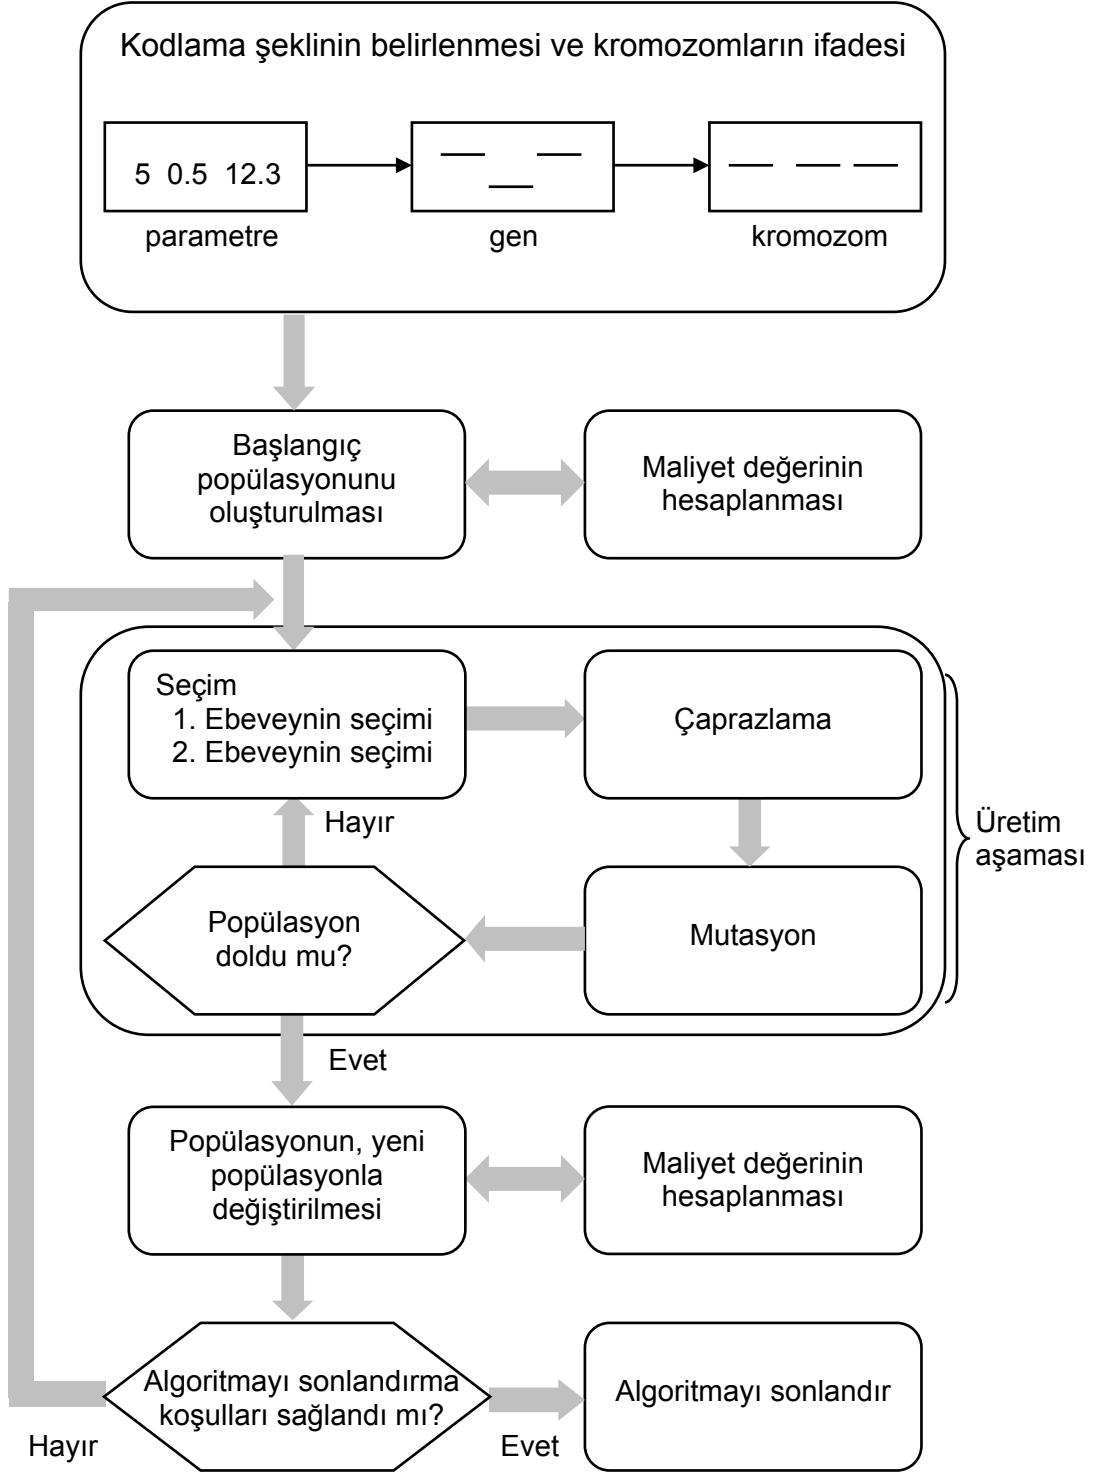 Kodlama şeklinin belirlenmesi ve kromozomların ifadesi
5 0.5 12.3
parametre
gen
kromozom
Başlangıç
popülasyonunu
oluşturulması
Maliyet değerinin
hesaplanması
Seçim
1. Ebeveynin seçimi
2. Ebeveynin seçimi
Çaprazlama
Hayır
Üretim
aşaması
Popülasyon
doldu mu?
Mutasyon
Evet
Popülasyonun, yeni
popülasyonla
değiştirilmesi
Maliyet değerinin
hesaplanması
Algoritmayı sonlandırma
koşulları sağlandı mı?
Algoritmayı sonlandır
Hayır
Evet